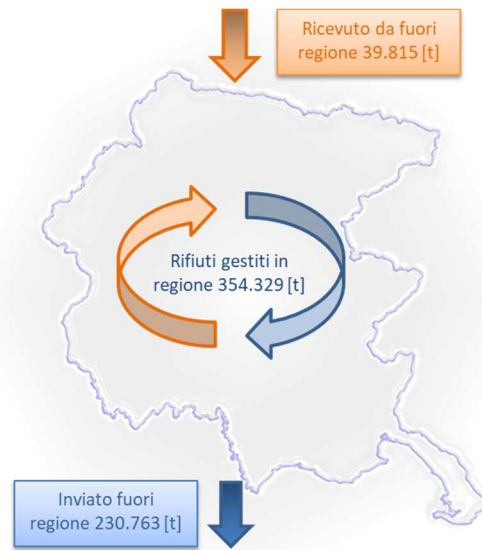 Ricevuto da fuori
regione 39.815 [t]
Rifiuti gestiti in
regione 354.329 [t]
Inviato fuori
regione 230.763 [t]